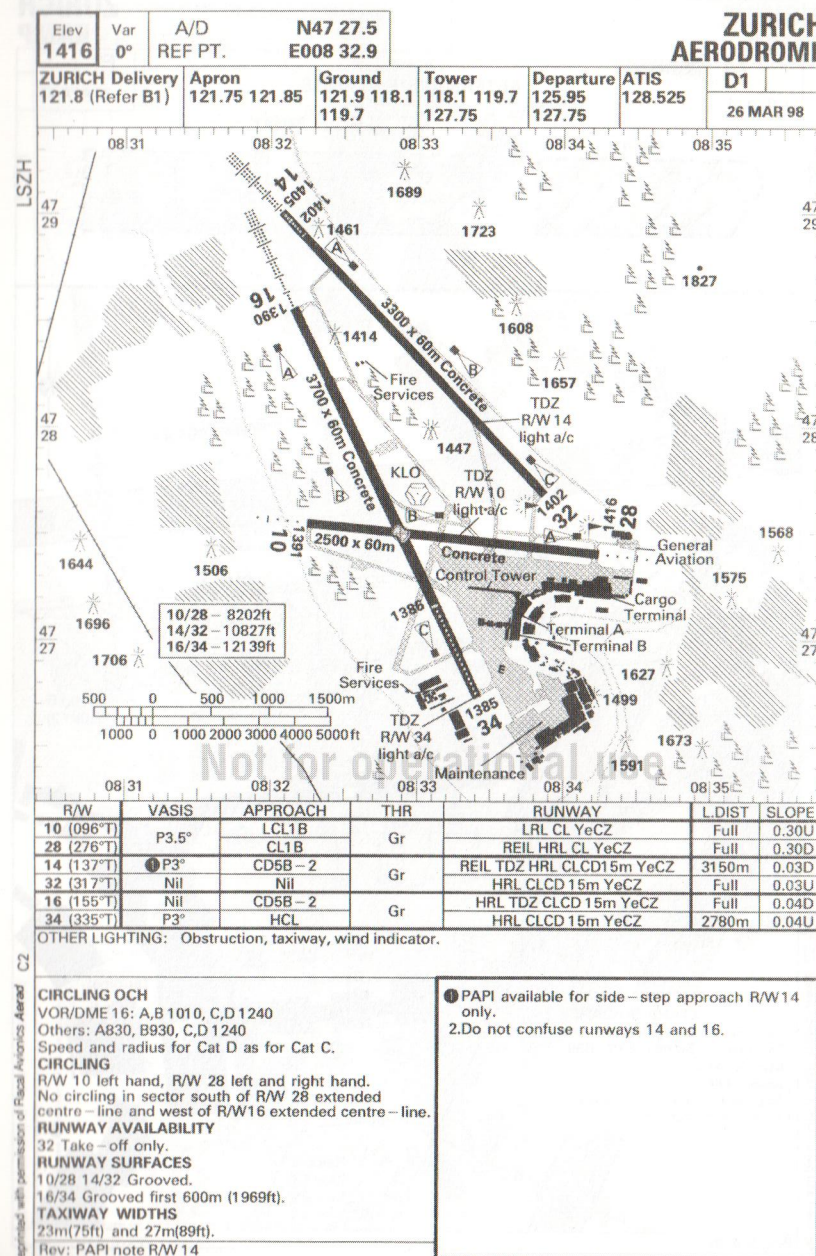 Elev
1416
Var
0°
A/D
REF PT.
N47 27.5
E008 32.9
ZURICH
AERODROME
ZURICH Delivery
121.8 (Refer B1)
Apron
121.75 121.85
Ground
121.9 118.1
119.7
Tower
118.1 119.7
127.75
Departure
125.95
127.75
ATIS
128.525
D1
26 MAR 98
LSZH
08 31
08 32
08 33
08 34
08 35
47
29
47
29
14
1405
1402
1461
1689
1723
1827
A
16
1390
1414
1608
1657
3300 x 60m Concrete
3700 x 60m Concrete
A
B
Fire
Services
TDZ
R/W 14
light a/c
47
28
47
28
1447
KLO
TDZ
R/W 10
light a/c
B
B
C
1402
32
1416
28
A
10
1391
2500 x 60m
Concrete
General
Aviation
1568
1644
1506
Control Tower
1575
Cargo
Terminal
1696
10/28 – 8202ft
14/32 – 10827ft
16/34 – 12139ft
1386
Terminal A
Terminal B
47
27
47
27
1706
C
E
1627
Fire
Services
1499
500 0 500 1000 1500m
1000 0 1000 2000 3000 4000 5000ft
TDZ
R/W 34
light a/c
1385
34
1673
1591
Maintenance
Not for operational use
08 31
08 32
08 33
08 34
08 35
R/W VASIS APPROACH THR RUNWAY L.DIST SLOPE
10 (096°T) P3.5° LCL1B Gr LRL CL YeCZ Full 0.30U
28 (276°T) CL1B REIL HRL CL YeCZ Full 0.30D
14 (137°T) ❶P3° CD5B – 2 Gr REIL TDZ HRL CLCD15m YeCZ 3150m 0.03D
32 (317°T) Nil Nil HRL CLCD 15m YeCZ Full 0.03U
16 (155°T) Nil CD5B – 2 Gr HRL TDZ CLCD 15m YeCZ Full 0.04D
34 (335°T) P3° HCL HRL CLCD 15m YeCZ 2780m 0.04U
OTHER LIGHTING: Obstruction, taxiway, wind indicator.
CIRCLING OCH
VOR/DME 16: A,B 1010, C,D 1240
Others: A830, B930, C,D 1240
Speed and radius for Cat D as for Cat C.
CIRCLING
R/W 10 left hand, R/W 28 left and right hand.
No circling in sector south of R/W 28 extended
centre – line and west of R/W16 extended centre – line.
RUNWAY AVAILABILITY
32 Take – off only.
RUNWAY SURFACES
10/28 14/32 Grooved.
16/34 Grooved first 600m (1969ft).
TAXIWAY WIDTHS
23m(75ft) and 27m(89ft).
Rev: PAPI note R/W 14
❶PAPI available for side – step approach R/W14
only.
2.Do not confuse runways 14 and 16.
eprinted with permission of Racal Avionics Aerad C2